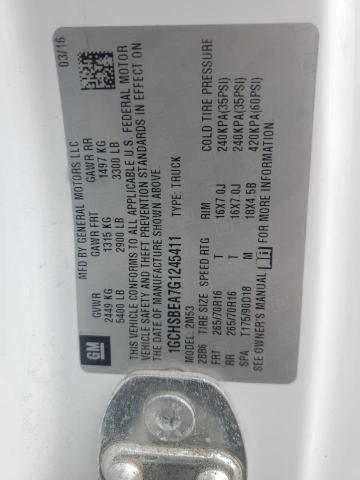 GM
MFD BY GENERAL MOTORS LLC
03/16
GVWR GAWR FRT GAWR RR
2449 KG 1315 KG 1497 KG
5400 LB 2900 LB 3300 LB
THIS VEHICLE CONFORMS TO ALL APPLICABLE U.S. FEDERAL MOTOR
VEHICLE SAFETY AND THEFT PREVENTION STANDARDS IN EFFECT ON
THE DATE OF MANUFACTURE SHOWN ABOVE.
1GCHSBEA7G1245411 TYPE: TRUCK
MODEL: 2M53
2BB6 TIRE SIZE SPEED RTG RIM COLD TIRE PRESSURE
FRT 265/70R16 T 16X7.0J 240KPA(35PSI)
RR 265/70R16 T 16X7.0J 240KPA(35PSI)
SPA T175/90D18 M 18X4.5B 420KPA(60PSI)
SEE OWNER'S MANUAL FOR MORE INFORMATION.